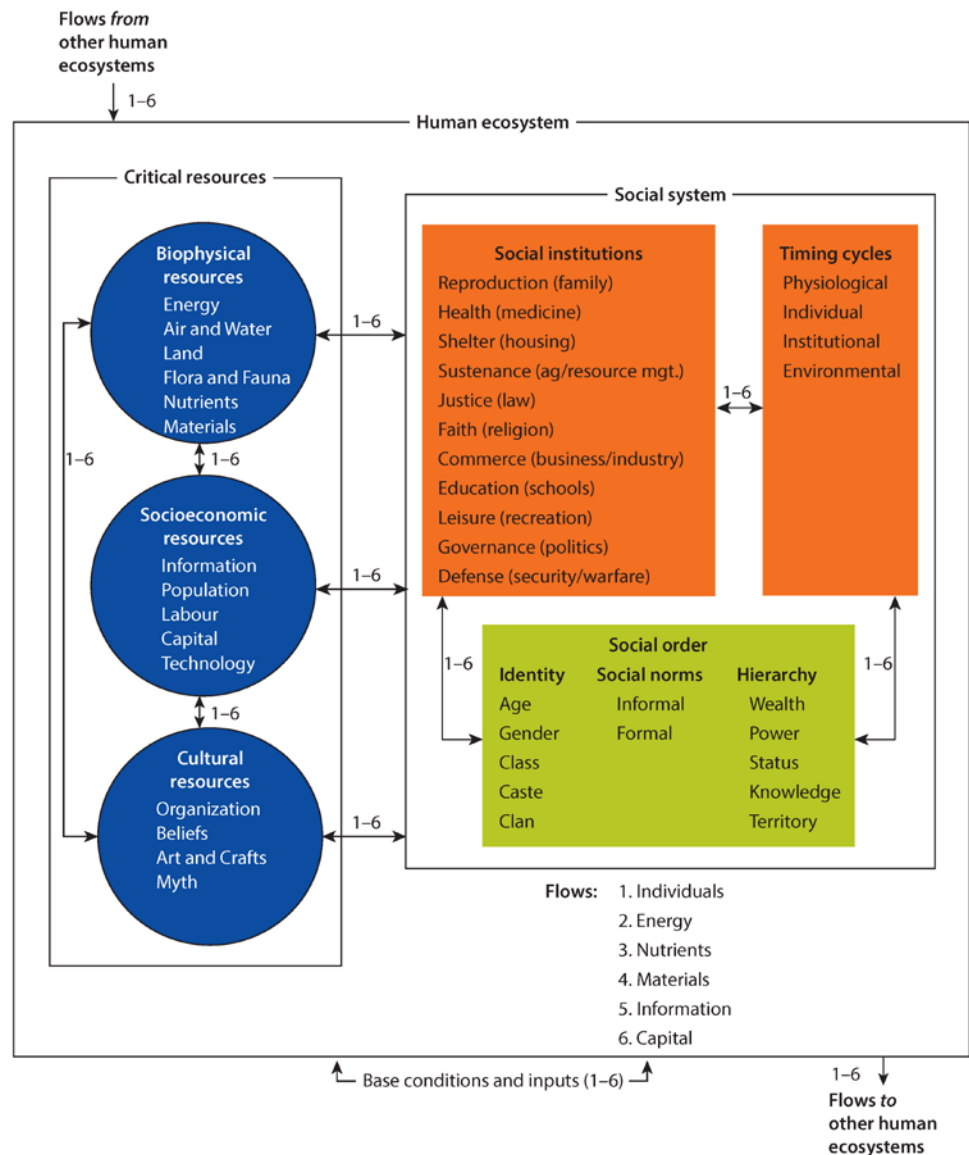 Flows from
other human
ecosystems
1–6
Human ecosystem
Critical resources
Biophysical
resources
Energy
Air and Water
Land
Flora and Fauna
Nutrients
Materials
1–6
1–6
Socioeconomic
resources
Information
Population
Labour
Capital
Technology
1–6
Cultural
resources
Organization
Beliefs
Art and Crafts
Myth
1–6
1–6
1–6
Social system
Social institutions
Reproduction (family)
Health (medicine)
Shelter (housing)
Sustenance (ag/resource mgt.)
Justice (law)
Faith (religion)
Commerce (business/industry)
Education (schools)
Leisure (recreation)
Governance (politics)
Defense (security/warfare)
1–6
Timing cycles
Physiological
Individual
Institutional
Environmental
1–6
1–6
Social order
Identity Social norms Hierarchy
Age Informal Wealth
Gender Formal Power
Class Status
Caste Knowledge
Clan Territory
Flows: 1. Individuals
2. Energy
3. Nutrients
4. Materials
5. Information
6. Capital
Base conditions and inputs (1–6)
1–6
Flows to
other human
ecosystems